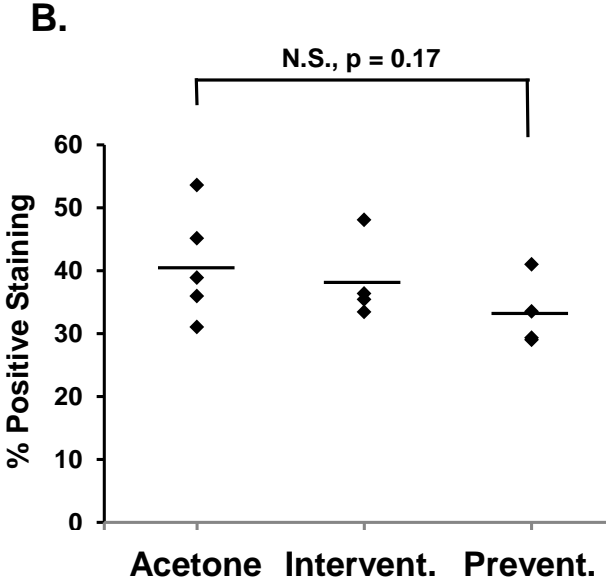 B.
N.S., p = 0.17
60
50
40
30
20
10
0
% Positive Staining
Acetone Intervent. Prevent.